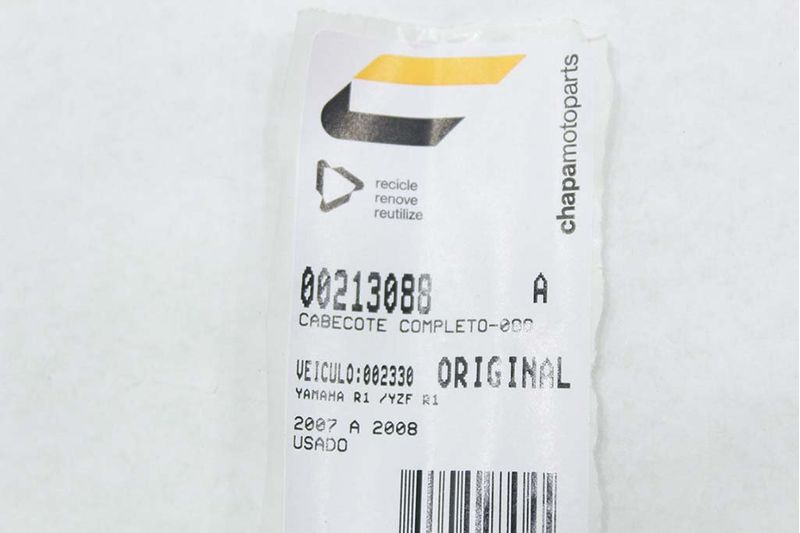 chapamotoparts
recicle
renove
reutilize
00213088 A
CABECOTE COMPLETO-000
VEICULO:002330 ORIGINAL
YAMAHA R1 /YZF R1
2007 A 2008
USADO